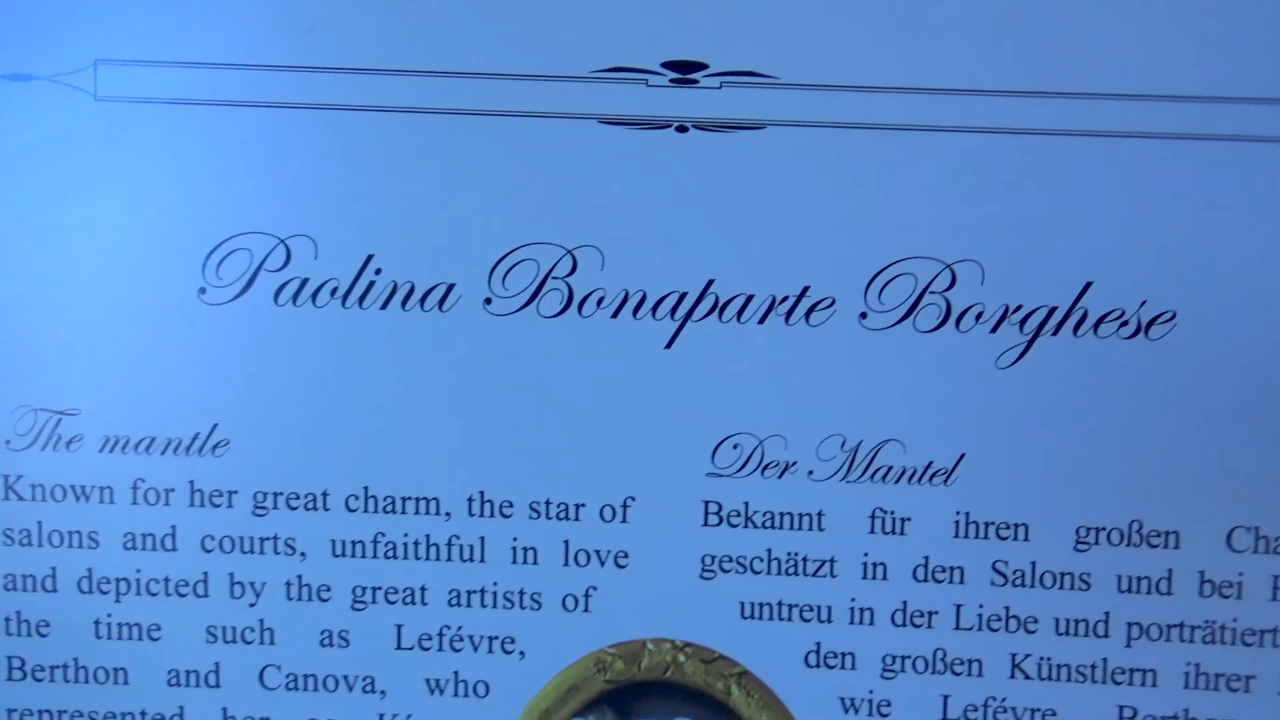 Paolina Bonaparte Borghese
The mantle
Known for her great charm, the star of
salons and courts, unfaithful in love
and depicted by the great artists of
the time such as Lefévre,
Berthon and Canova, who
represented her as
Der Mantel
Bekannt für ihren großen
geschätzt in den Salons und bei
untreu in der Liebe und porträtiert
den großen Künstlern ihrer
wie Lefévre,